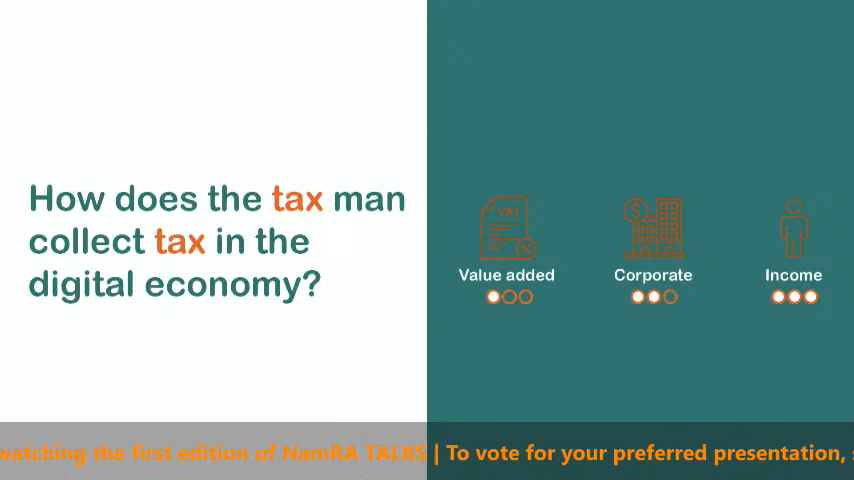 How does the tax man
collect tax in the
digital economy?
VAT
Value added
Corporate
Income
watching the first edition of NamRA TALKS | To vote for your preferred presentation,